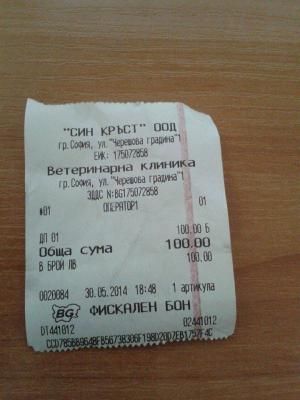 "СИН КРЪСТ" ООД
гр.София, ул."Черешова градина"1
ЕИК: 175072858
Ветеринарна клиника
гр.София, ул."Черешова градина"1
ЗДДС N:BG175072858
#01 ОПЕРАТОР1 01
ДП 01 100.00 Б
Обща сума 100.00
В БРОЙ ЛВ 100.00
0020084 30.05.2014 18:48 1 артикула
BG ФИСКАЛЕН БОН
DT441012 02441012